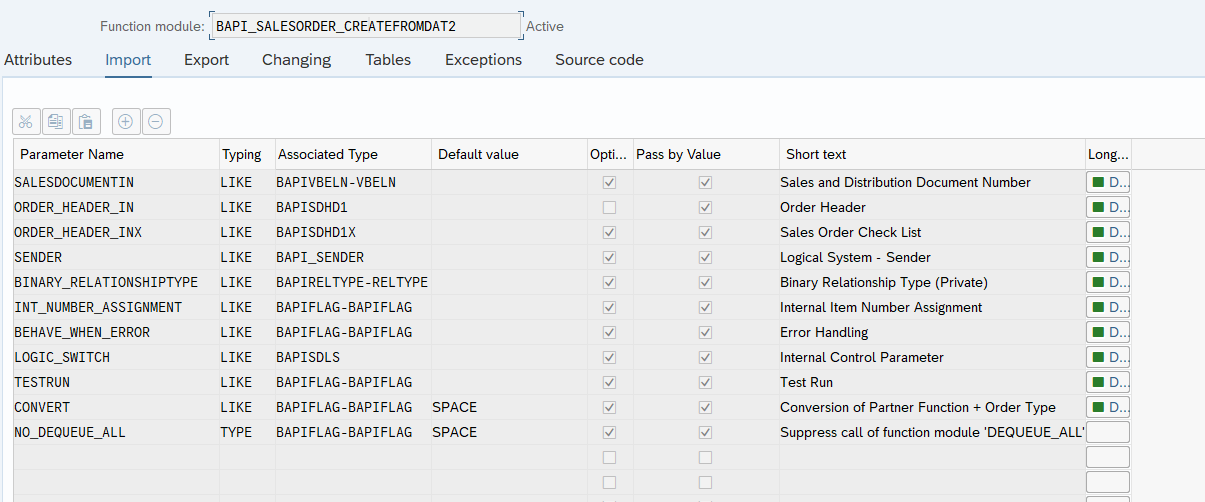 Function module: BAPI_SALESORDER_CREATEFROMDAT2 Active
Attributes Import Export Changing Tables Exceptions Source code
Parameter Name Typing Associated Type Default value Opti... Pass by Value Short text Long...
SALESDOCUMENTIN LIKE BAPIVBELN-VBELN Sales and Distribution Document Number D...
ORDER_HEADER_IN LIKE BAPISDHD1 Order Header D...
ORDER_HEADER_INX LIKE BAPISDHD1X Sales Order Check List D...
SENDER LIKE BAPI_SENDER Logical System - Sender D...
BINARY_RELATIONSHIPTYPE LIKE BAPIRELTYPE-RELTYPE Binary Relationship Type (Private) D...
INT_NUMBER_ASSIGNMENT LIKE BAPIFLAG-BAPIFLAG Internal Item Number Assignment D...
BEHAVE_WHEN_ERROR LIKE BAPIFLAG-BAPIFLAG Error Handling D...
LOGIC_SWITCH LIKE BAPISDLS Internal Control Parameter D...
TESTRUN LIKE BAPIFLAG-BAPIFLAG Test Run D...
CONVERT LIKE BAPIFLAG-BAPIFLAG SPACE Conversion of Partner Function + Order Type D...
NO_DEQUEUE_ALL TYPE BAPIFLAG-BAPIFLAG SPACE Suppress call of function module 'DEQUEUE_ALL'